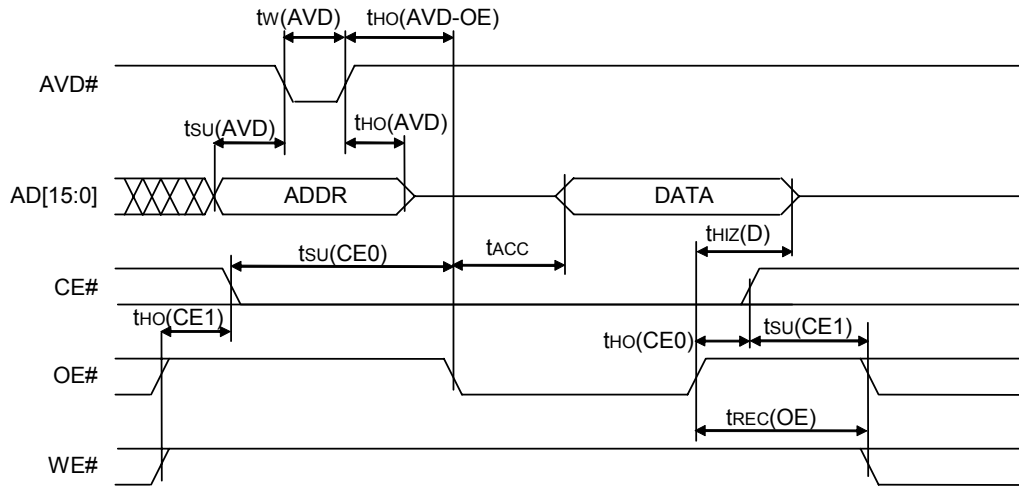 tW(AVD) tHO(AVD-OE)
AVD#
tSU(AVD) tHO(AVD)
AD[15:0] ADDR DATA
tHIZ(D)
tSU(CE0) tACC
CE#
tHO(CE1) tHO(CE0) tSU(CE1)
OE#
tREC(OE)
WE#